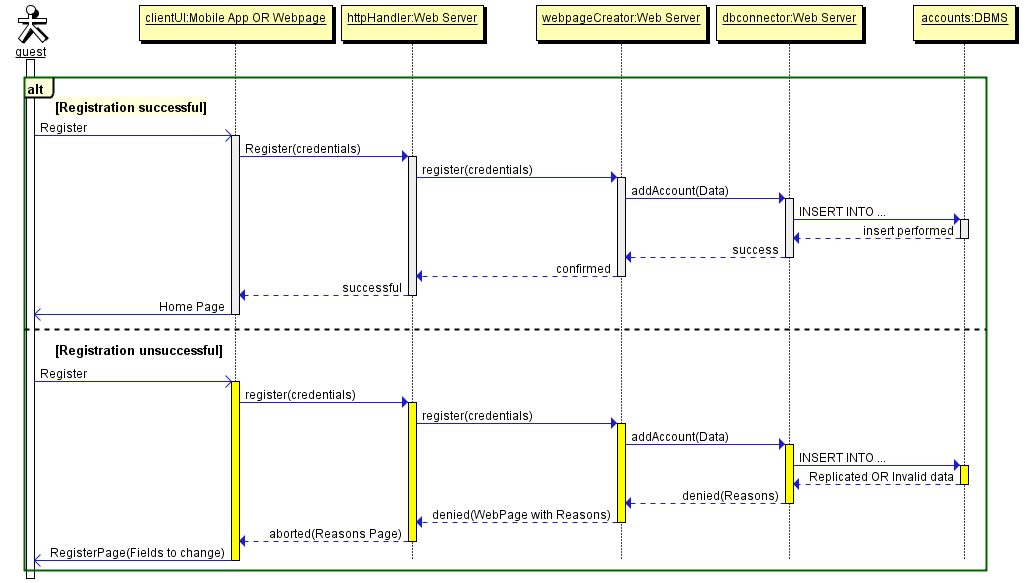 clientUI:Mobile App OR Webpage
httpHandler:Web Server
webpageCreator:Web Server
dbconnector:Web Server
accounts:DBMS
guest
alt
[Registration successful]
Register
Register(credentials)
register(credentials)
addAccount(Data)
INSERT INTO ...
insert performed
success
confirmed
successful
Home Page
[Registration unsuccessful]
Register
register(credentials)
register(credentials)
addAccount(Data)
INSERT INTO ...
Replicated OR Invalid data
denied(Reasons)
denied(WebPage with Reasons)
aborted(Reasons Page)
RegisterPage(Fields to change)